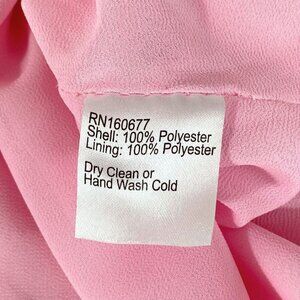 RN160677
Shell: 100% Polyester
Lining: 100% Polyester
Dry Clean or
Hand Wash Cold